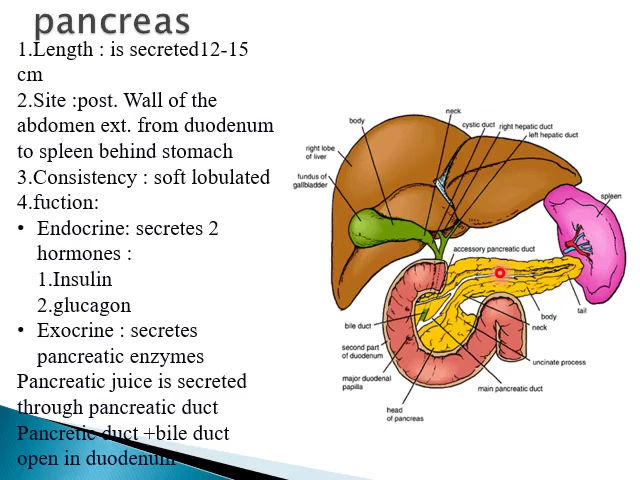 pancreas
1.Length : is secreted12-15
cm
2.Site :post. Wall of the
abdomen ext. from duodenum
to spleen behind stomach
3.Consistency : soft lobulated
4.fuction:
• Endocrine: secretes 2
hormones :
1.Insulin
2.glucagon
• Exocrine : secretes
pancreatic enzymes
Pancreatic juice is secreted
through pancreatic duct
Pancretic duct +bile duct
open in duodenum
neck
body
cystic duct
right hepatic duct
left hepatic duct
right lobe
of liver
fundus of
gallbladder
spleen
accessory pancreatic duct
tail
body
bile duct
neck
second part
of duodenum
uncinate process
major duodenal
papilla
main pancreatic duct
head
of pancreas